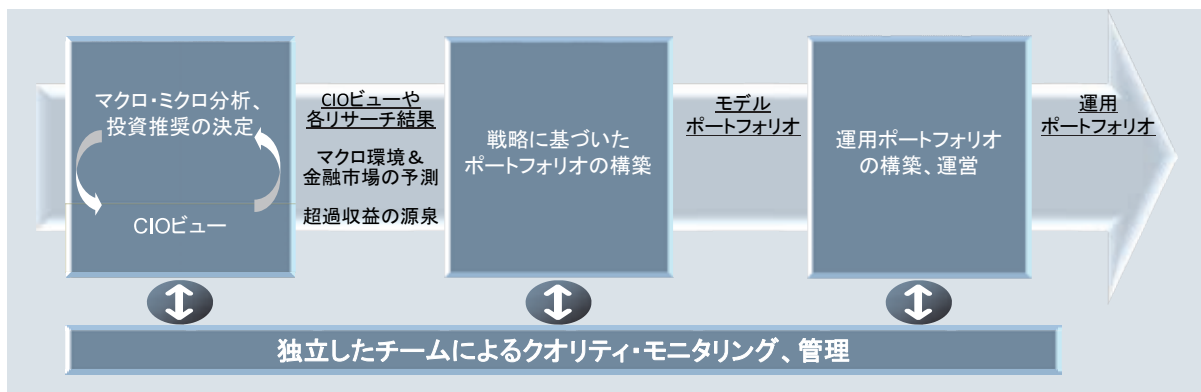 マクロ・ミクロ分析、
投資推奨の決定
CIOビュー
CIOビューや
各リサーチ結果
マクロ環境＆
金融市場の予測
超過収益の源泉
戦略に基づいた
ポートフォリオの構築
モデル
ポートフォリオ
運用ポートフォリオ
の構築、運営
運用
ポートフォリオ
独立したチームによるクオリティ・モニタリング、管理